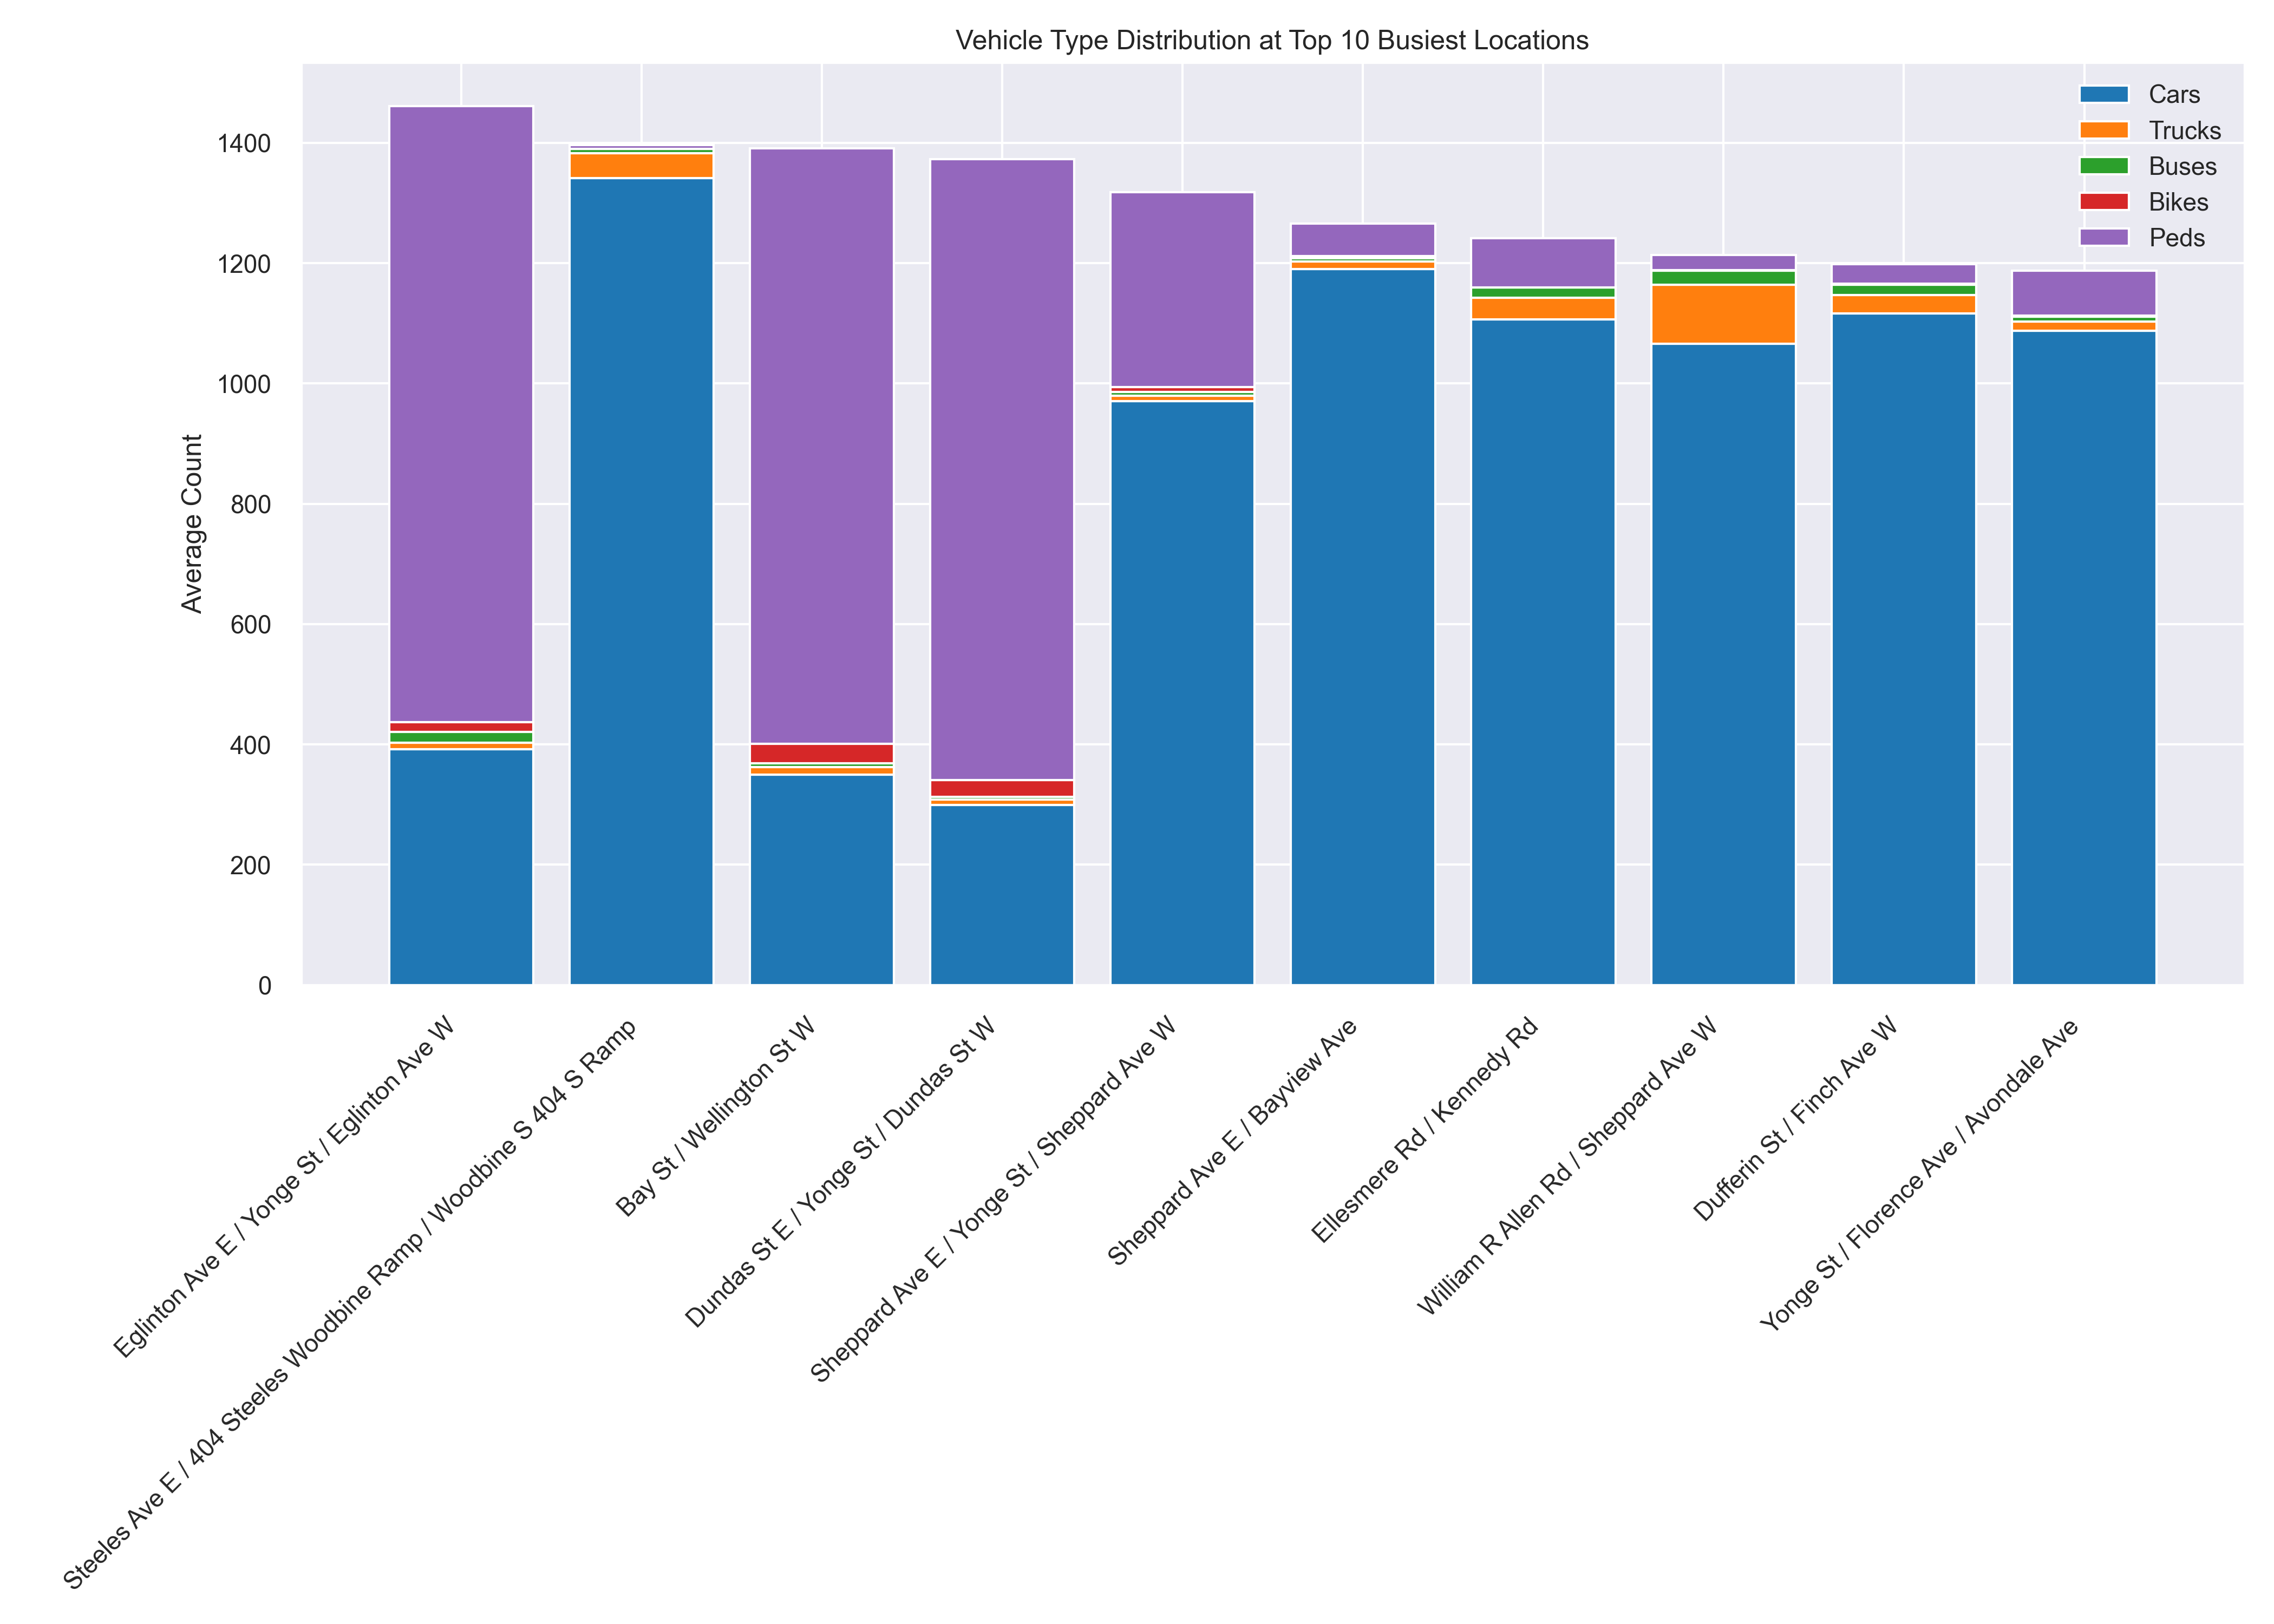 Vehicle Type Distribution at Top 10 Busiest Locations
Cars
Trucks
Buses
Bikes
Peds
Average Count
1400
1200
1000
800
600
400
200
0
Eglinton Ave E / Yonge St / Eglinton Ave W
Steeles Ave E / 404 Steeles Woodbine Ramp / Woodbine S 404 S Ramp
Bay St / Wellington St W
Dundas St E / Yonge St / Dundas St W
Sheppard Ave E / Yonge St / Sheppard Ave W
Sheppard Ave E / Bayview Ave
Ellesmere Rd / Kennedy Rd
William R Allen Rd / Sheppard Ave W
Dufferin St / Finch Ave W
Yonge St / Florence Ave / Avondale Ave